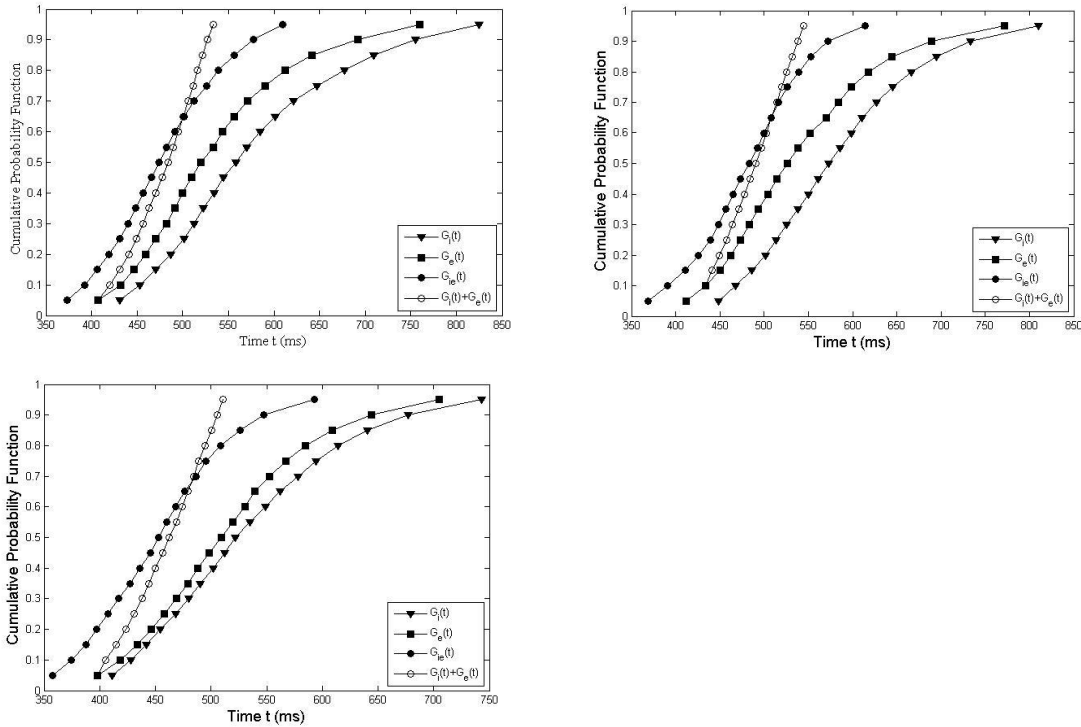 Cumulative Probability Function
1
0.9
0.8
0.7
0.6
0.5
0.4
0.3
0.2
0.1
0
350 400 450 500 550 600 650 700 750 800 850
Time t (ms)
Gi(t)
Ge(t)
Gie(t)
Gi(t)+Ge(t)
Cumulative Probability Function
1
0.9
0.8
0.7
0.6
0.5
0.4
0.3
0.2
0.1
0
350 400 450 500 550 600 650 700 750 800 850
Time t (ms)
Gi(t)
Ge(t)
Gie(t)
Gi(t)+Ge(t)
Cumulative Probability Function
1
0.9
0.8
0.7
0.6
0.5
0.4
0.3
0.2
0.1
0
350 400 450 500 550 600 650 700 750
Time t (ms)
Gi(t)
Ge(t)
Gie(t)
Gi(t)+Ge(t)